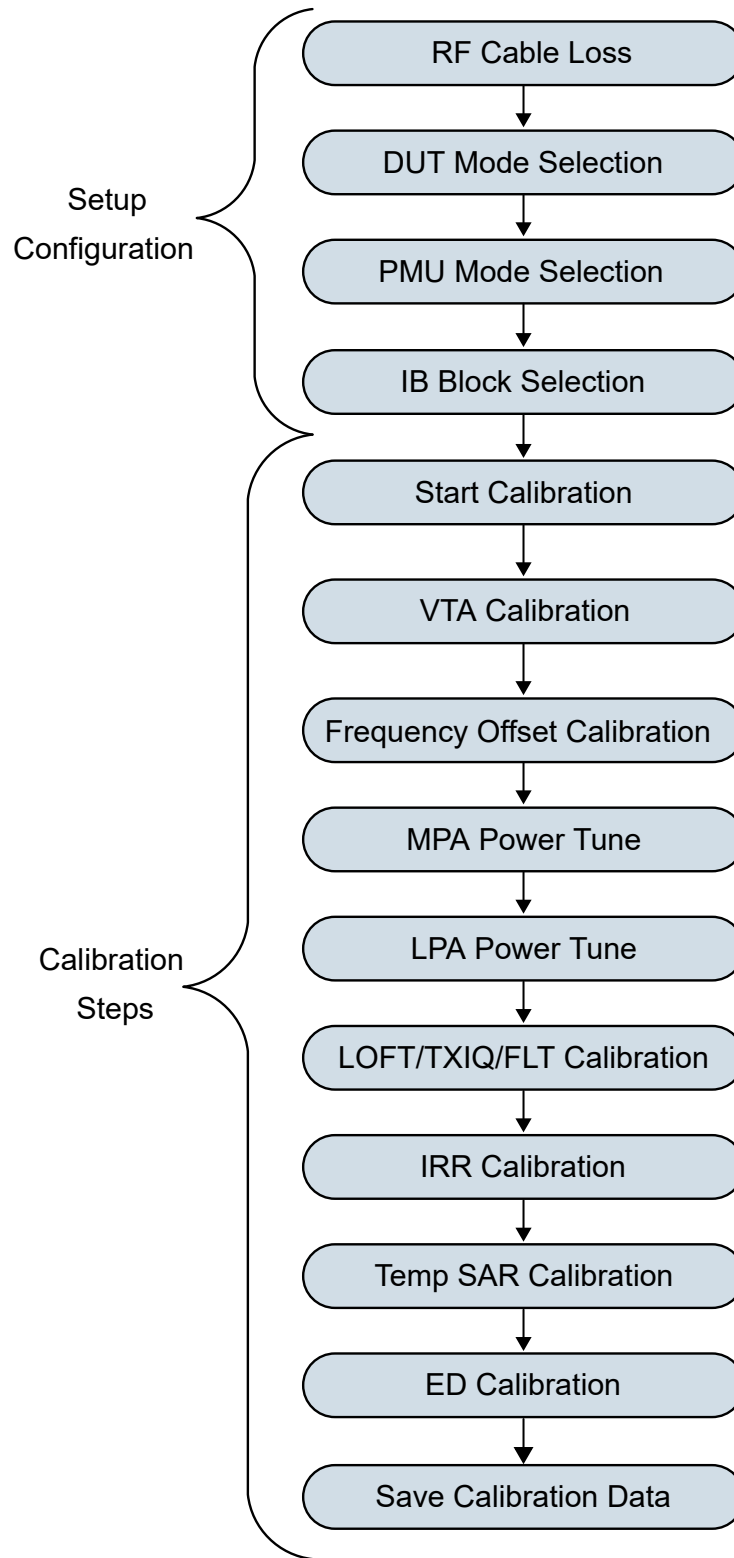 RF Cable Loss
DUT Mode Selection
Setup
Configuration
PMU Mode Selection
IB Block Selection
Start Calibration
VTA Calibration
Frequency Offset Calibration
MPA Power Tune
LPA Power Tune
Calibration
Steps
LOFT/TXIQ/FLT Calibration
IRR Calibration
Temp SAR Calibration
ED Calibration
Save Calibration Data